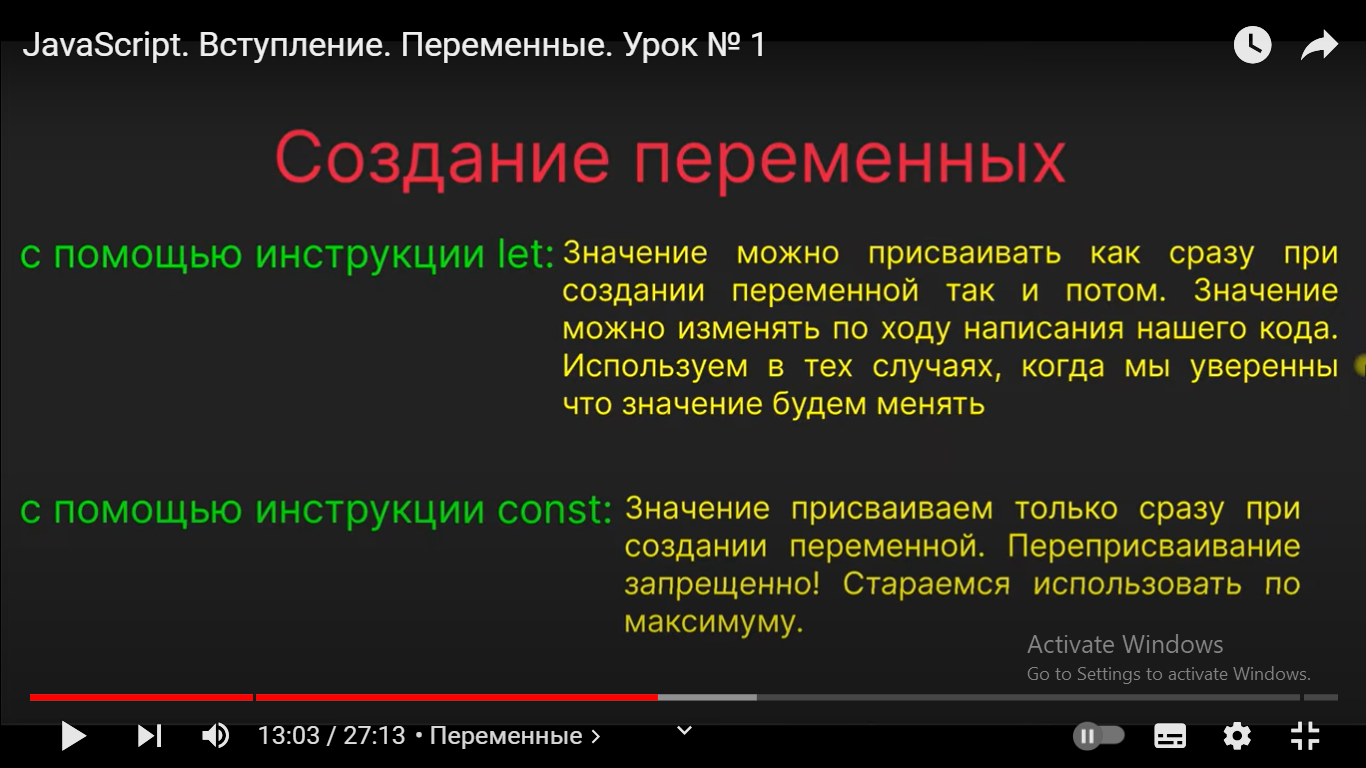 JavaScript. Вступление. Переменные. Урок № 1
Создание переменных
с помощью инструкции let:
Значение можно присваивать как сразу при
создании переменной так и потом. Значение
можно изменять по ходу написания нашего кода.
Используем в тех случаях, когда мы уверенны
что значение будем менять
с помощью инструкции const:
Значение присваиваем только сразу при
создании переменной. Переприсваивание
запрещенно! Стараемся использовать по
максимуму.
Activate Windows
Go to Settings to activate Windows.
13:03 / 27:13 • Переменные